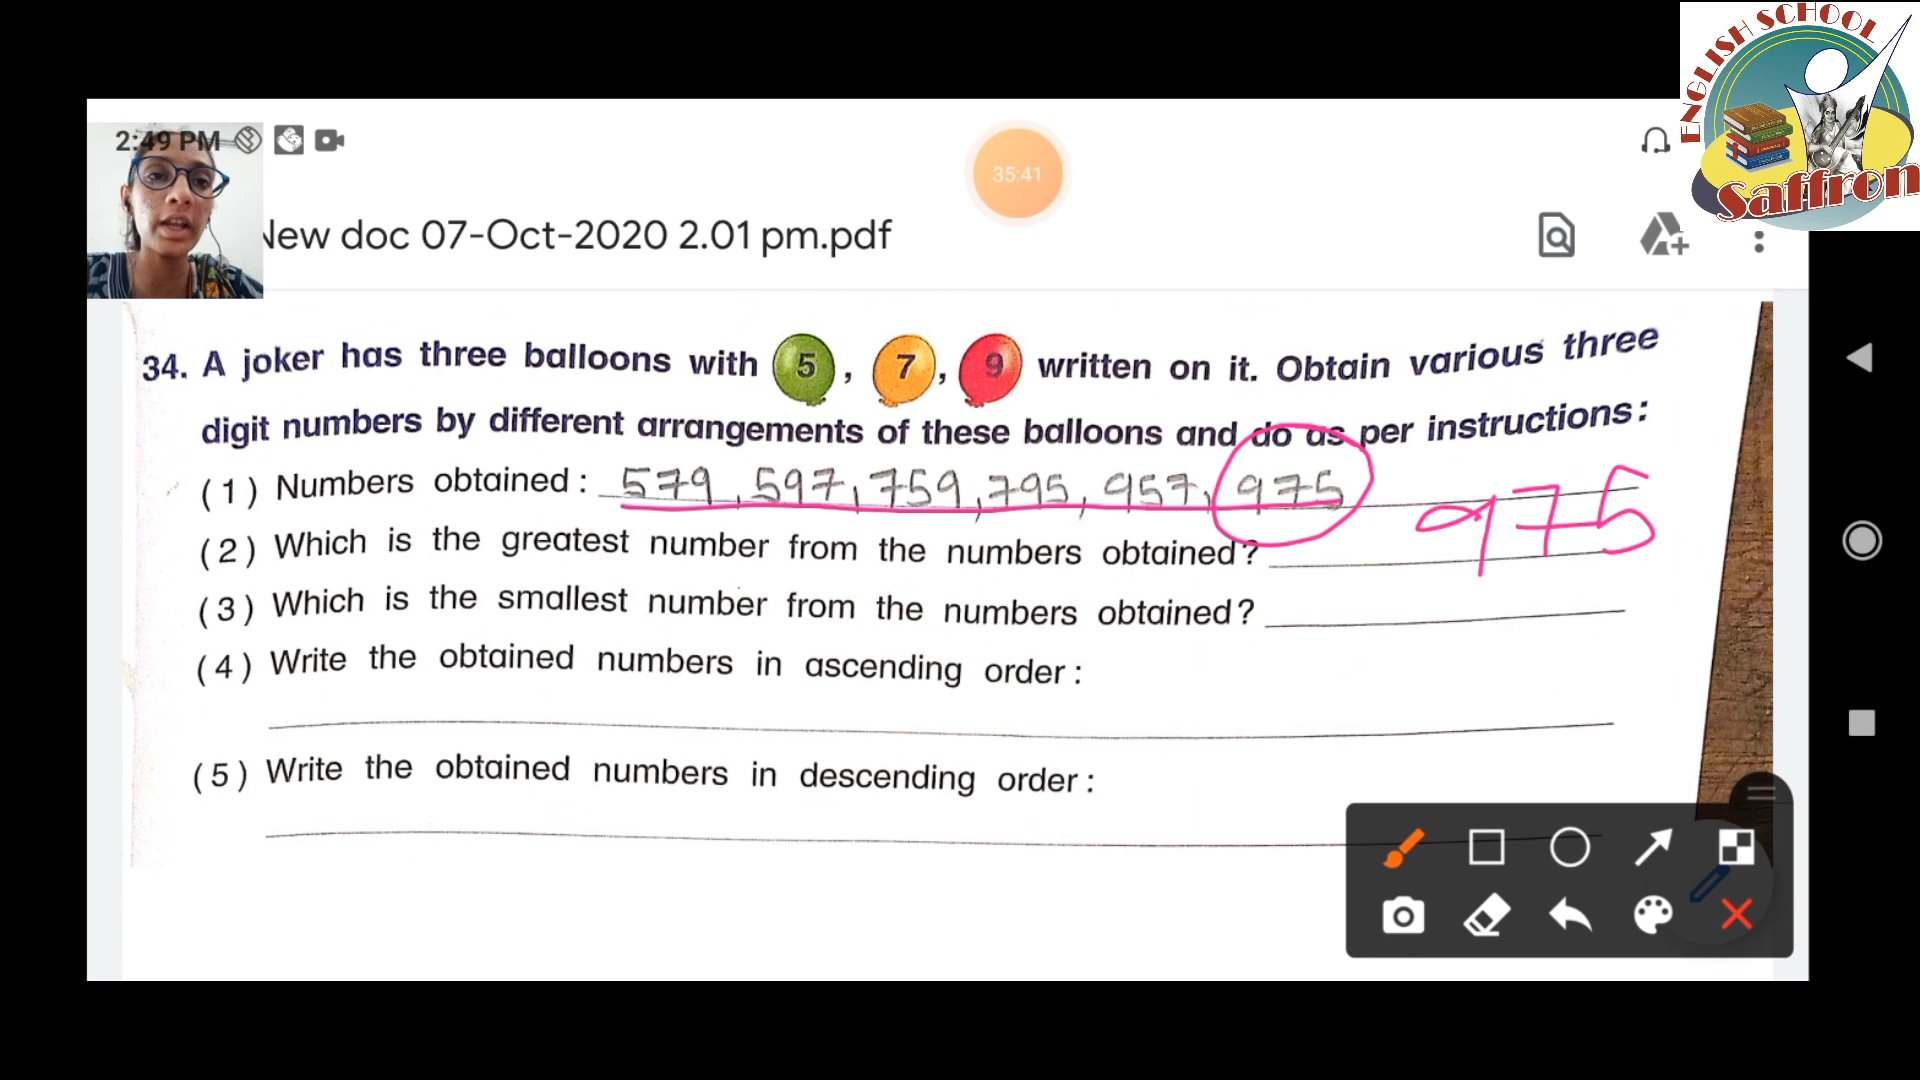 ENGLISH SCHOOL
Saffron
2:49 PM
35:41
New doc 07-Oct-2020 2.01 pm.pdf
34. A joker has three balloons with 5, 7, 9 written on it. Obtain various three
digit numbers by different arrangements of these balloons and do as per instructions:
(1) Numbers obtained: 579, 597, 759, 795, 957, 975
(2) Which is the greatest number from the numbers obtained? 975
(3) Which is the smallest number from the numbers obtained?
(4) Write the obtained numbers in ascending order:
(5) Write the obtained numbers in descending order: